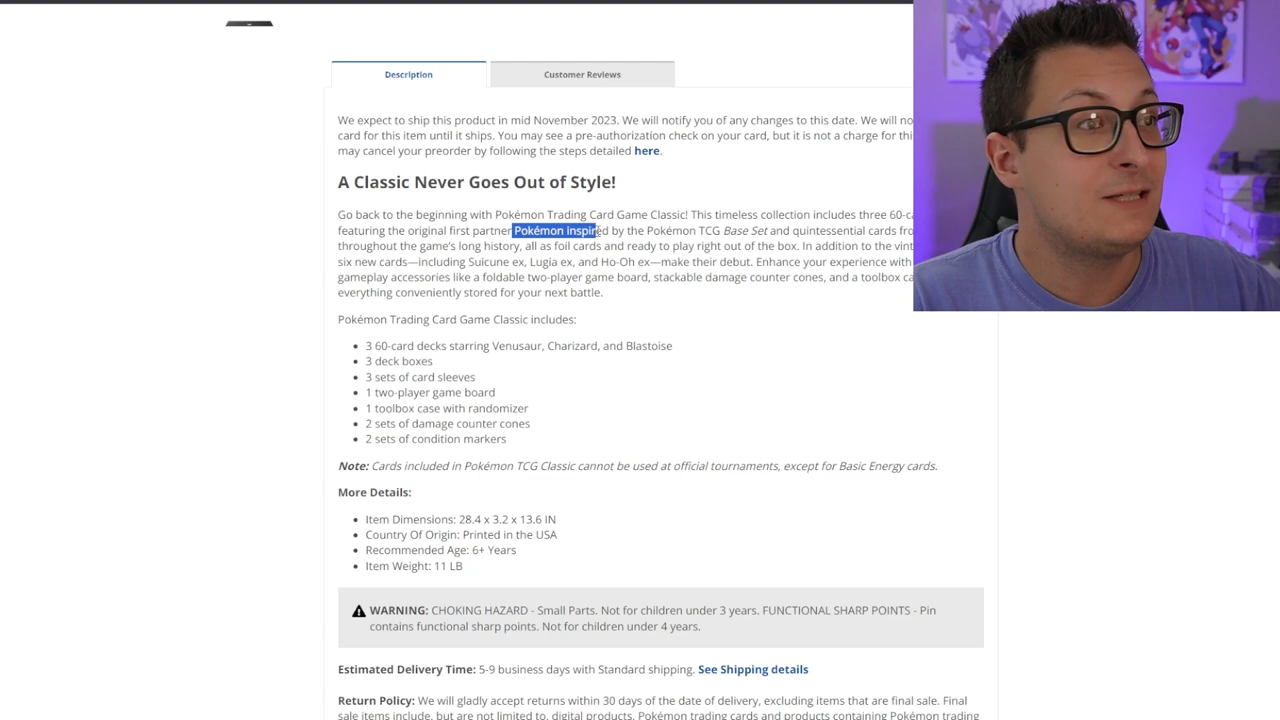 Description
Customer Reviews
We expect to ship this product in mid November 2023. We will notify you of any changes to this date. We will no
card for this item until it ships. You may see a pre-authorization check on your card, but it is not a charge for thi
may cancel your preorder by following the steps detailed here.
A Classic Never Goes Out of Style!
Go back to the beginning with Pokémon Trading Card Game Classic! This timeless collection includes three 60-ca
featuring the original first partner Pokémon inspired by the Pokémon TCG Base Set and quintessential cards fro
throughout the game's long history, all as foil cards and ready to play right out of the box. In addition to the vint
six new cards—including Suicune ex, Lugia ex, and Ho-Oh ex—make their debut. Enhance your experience with
gameplay accessories like a foldable two-player game board, stackable damage counter cones, and a toolbox ca
everything conveniently stored for your next battle.
Pokémon Trading Card Game Classic includes:
• 3 60-card decks starring Venusaur, Charizard, and Blastoise
• 3 deck boxes
• 3 sets of card sleeves
• 1 two-player game board
• 1 toolbox case with randomizer
• 2 sets of damage counter cones
• 2 sets of condition markers
Note: Cards included in Pokémon TCG Classic cannot be used at official tournaments, except for Basic Energy cards.
More Details:
• Item Dimensions: 28.4 x 3.2 x 13.6 IN
• Country Of Origin: Printed in the USA
• Recommended Age: 6+ Years
• Item Weight: 11 LB
WARNING: CHOKING HAZARD - Small Parts. Not for children under 3 years. FUNCTIONAL SHARP POINTS - Pin
contains functional sharp points. Not for children under 4 years.
Estimated Delivery Time: 5-9 business days with Standard shipping. See Shipping details
Return Policy: We will gladly accept returns within 30 days of the date of delivery, excluding items that are final sale. Final
sale items include, but are not limited to, digital products, Pokémon trading cards and products containing Pokémon trading